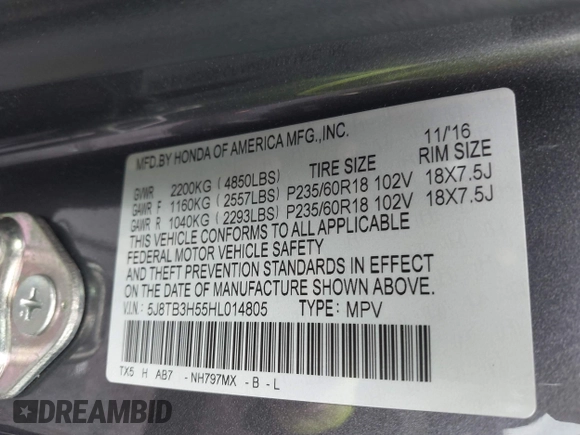 MFD.BY HONDA OF AMERICA MFG.,INC. 11/'16
TIRE SIZE RIM SIZE
GVWR 2200KG ( 4850LBS)
GAWR F 1160KG ( 2557LBS) P235/60R18 102V 18X7.5J
GAWR R 1040KG ( 2293LBS) P235/60R18 102V 18X7.5J
THIS VEHICLE CONFORMS TO ALL APPLICABLE
FEDERAL MOTOR VEHICLE SAFETY
AND THEFT PREVENTION STANDARDS IN EFFECT
ON THE DATE OF MANUFACTURE SHOWN ABOVE.
V.I.N. : 5J8TB3H55HL014805 TYPE: MPV
TX5 H AB7 - NH797MX - B - L
DREAMBID